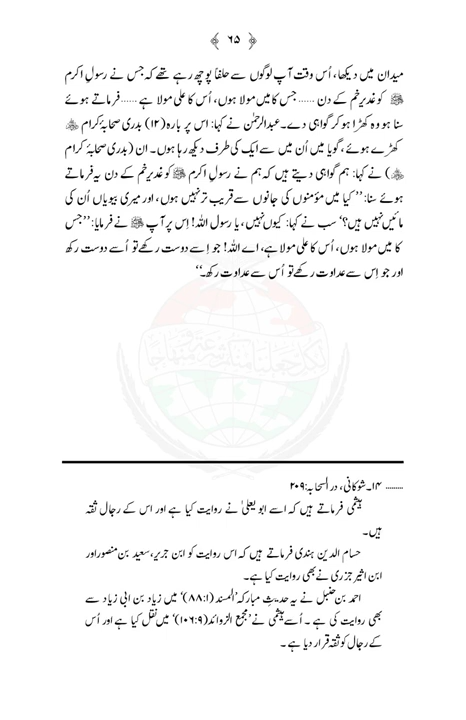 ﴿ ۶۵ ﴾
میدان میں دیکھا، اُس وقت آپ لوگوں سے حلفاً پوچھ رہے تھے کہ جس نے رسولِ اکرم
ﷺ کو غدیرِ خم کے دن …… جس کا میں مولا ہوں، اُس کا علی مولا ہے …… فرماتے ہوئے
سنا ہو وہ کھڑا ہو کر گواہی دے۔ عبدالرحمٰن نے کہا: اس پر بارہ (۱۲) بدری صحابۂ کرام ﷢
کھڑے ہوئے، گویا میں اُن میں سے ایک کی طرف دیکھ رہا ہوں۔ ان (بدری صحابۂ کرام
﷢) نے کہا: ہم گواہی دیتے ہیں کہ ہم نے رسولِ اکرم ﷺ کو غدیرِ خم کے دن یہ فرماتے
ہوئے سنا: ’’کیا میں مؤمنوں کی جانوں سے قریب تر نہیں ہوں، اور میری بیویاں اُن کی
مائیں نہیں ہیں؟‘‘ سب نے کہا: کیوں نہیں، یا رسول اللہ! اِس پر آپ ﷺ نے فرمایا: ’’جس
کا میں مولا ہوں، اُس کا علی مولا ہے، اے اللہ! جو اِسے دوست رکھے تو اُسے دوست رکھ
اور جو اِس سے عداوت رکھے تو اُس سے عداوت رکھ۔‘‘
……… ۱۴۔ شوکانی، در السحابہ: ۲۰۹
ہیثمی فرماتے ہیں کہ اسے ابو یعلیٰ نے روایت کیا ہے اور اس کے رجال ثقہ
ہیں۔
حسام الدین ہندی فرماتے ہیں کہ اس روایت کو ابن جریر، سعید بن منصور اور
ابن اثیر جزری نے بھی روایت کیا ہے۔
احمد بن حنبل نے یہ حدیثِ مبارکہ ’المسند (۱:۸۸)‘ میں زیاد بن ابی زیاد سے
بھی روایت کی ہے ۔ اُسے ہیثمی نے ’مجمع الزوائد (۹:۱۰۶)‘ میں نقل کیا ہے اور اُس
کے رجال کو ثقہ قرار دیا ہے ۔